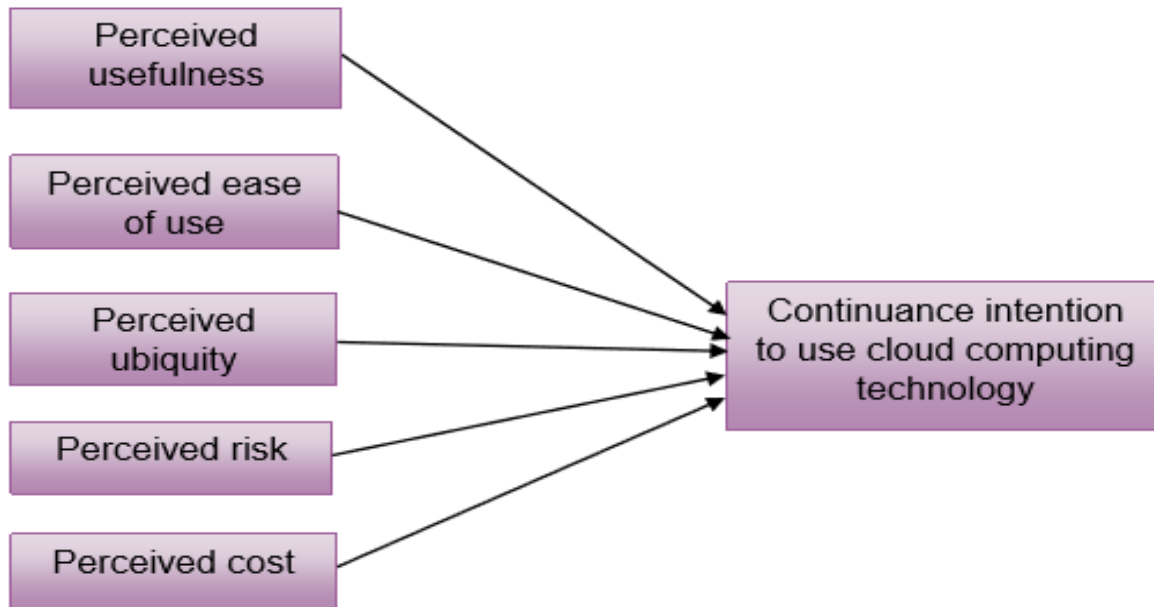 Perceived
usefulness
Perceived ease
of use
Perceived
ubiquity
Perceived risk
Perceived cost
Continuance intention
to use cloud computing
technology